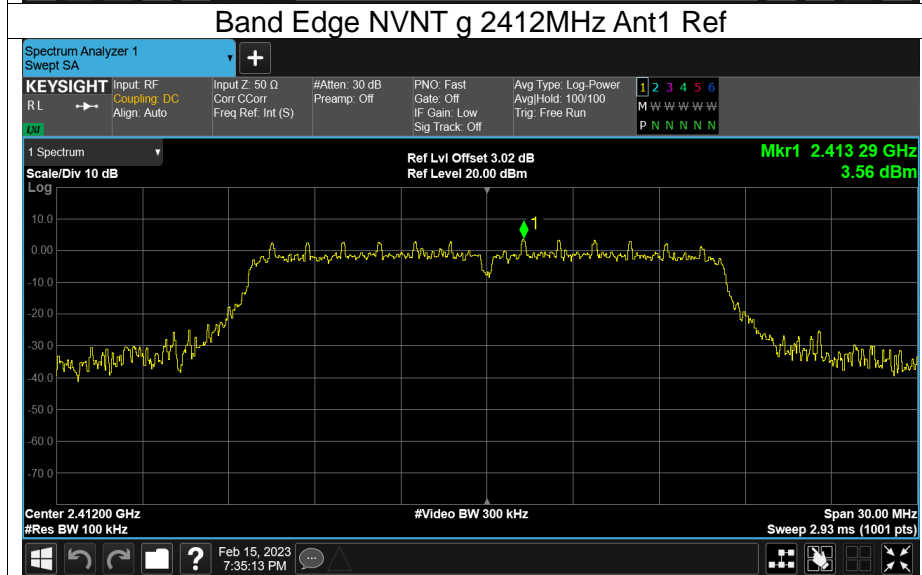 Band Edge NVNT g 2412MHz Ant1 Ref
Spectrum Analyzer 1
Swept SA
+
KEYSIGHT
RL
LXI
Input: RF
Coupling: DC
Align: Auto
Input Z: 50 Ω
Corr CCorr
Freq Ref: Int (S)
#Atten: 30 dB
Preamp: Off
PNO: Fast
Gate: Off
IF Gain: Low
Sig Track: Off
Avg Type: Log-Power
Avg|Hold: 100/100
Trig: Free Run
1 2 3 4 5 6
M W W W W W
P N N N N N
1 Spectrum
Scale/Div 10 dB
Ref Lvl Offset 3.02 dB
Ref Level 20.00 dBm
Mkr1 2.413 29 GHz
3.56 dBm
Log
10.0
0.00
-10.0
-20.0
-30.0
-40.0
-50.0
-60.0
-70.0
1
Center 2.41200 GHz
#Res BW 100 kHz
#Video BW 300 kHz
Span 30.00 MHz
Sweep 2.93 ms (1001 pts)
?
Feb 15, 2023
7:35:13 PM